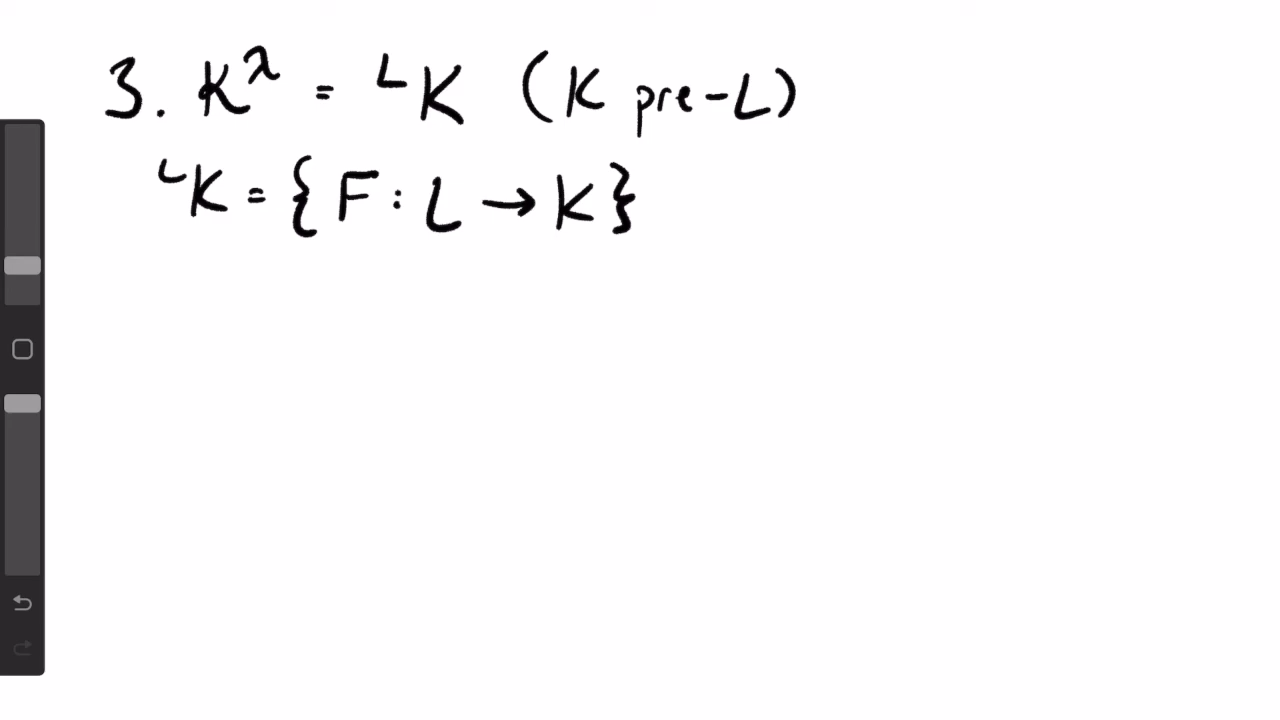 3. K^λ = ᴸK (K pre-L)
ᴸK = {F : L → K}